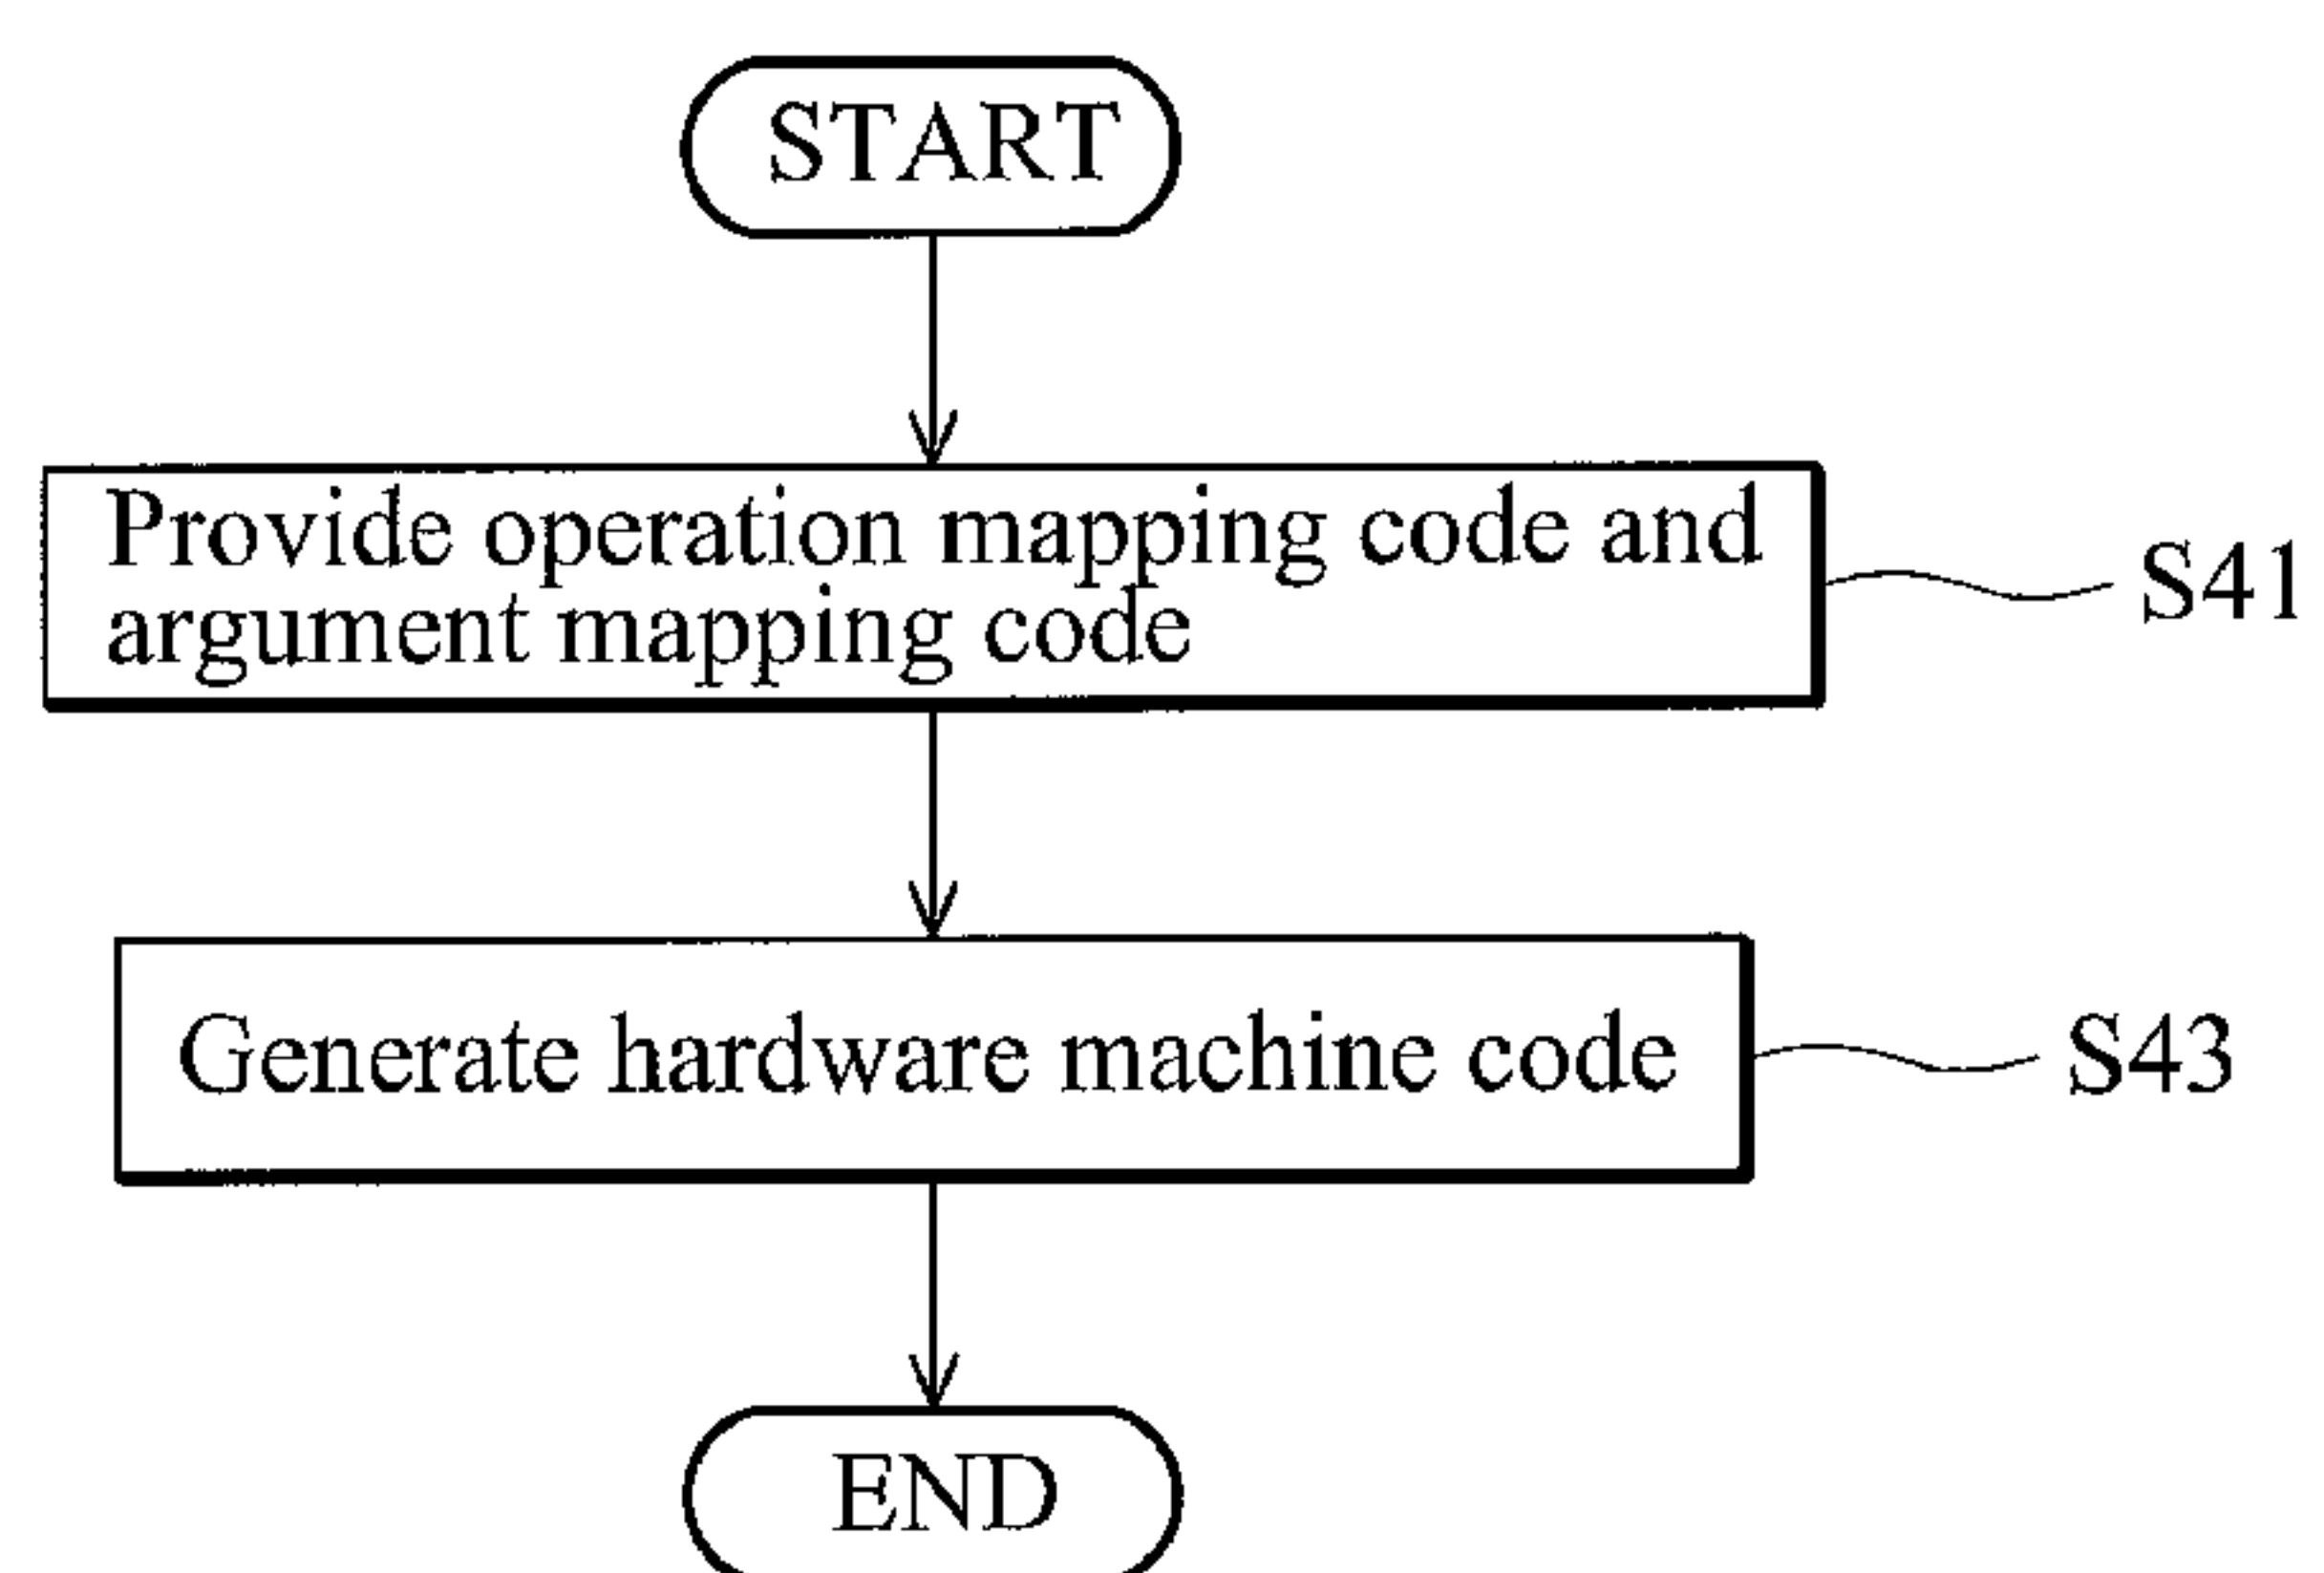 START
Provide operation mapping code and
argument mapping code
S41
Generate hardware machine code
S43
END